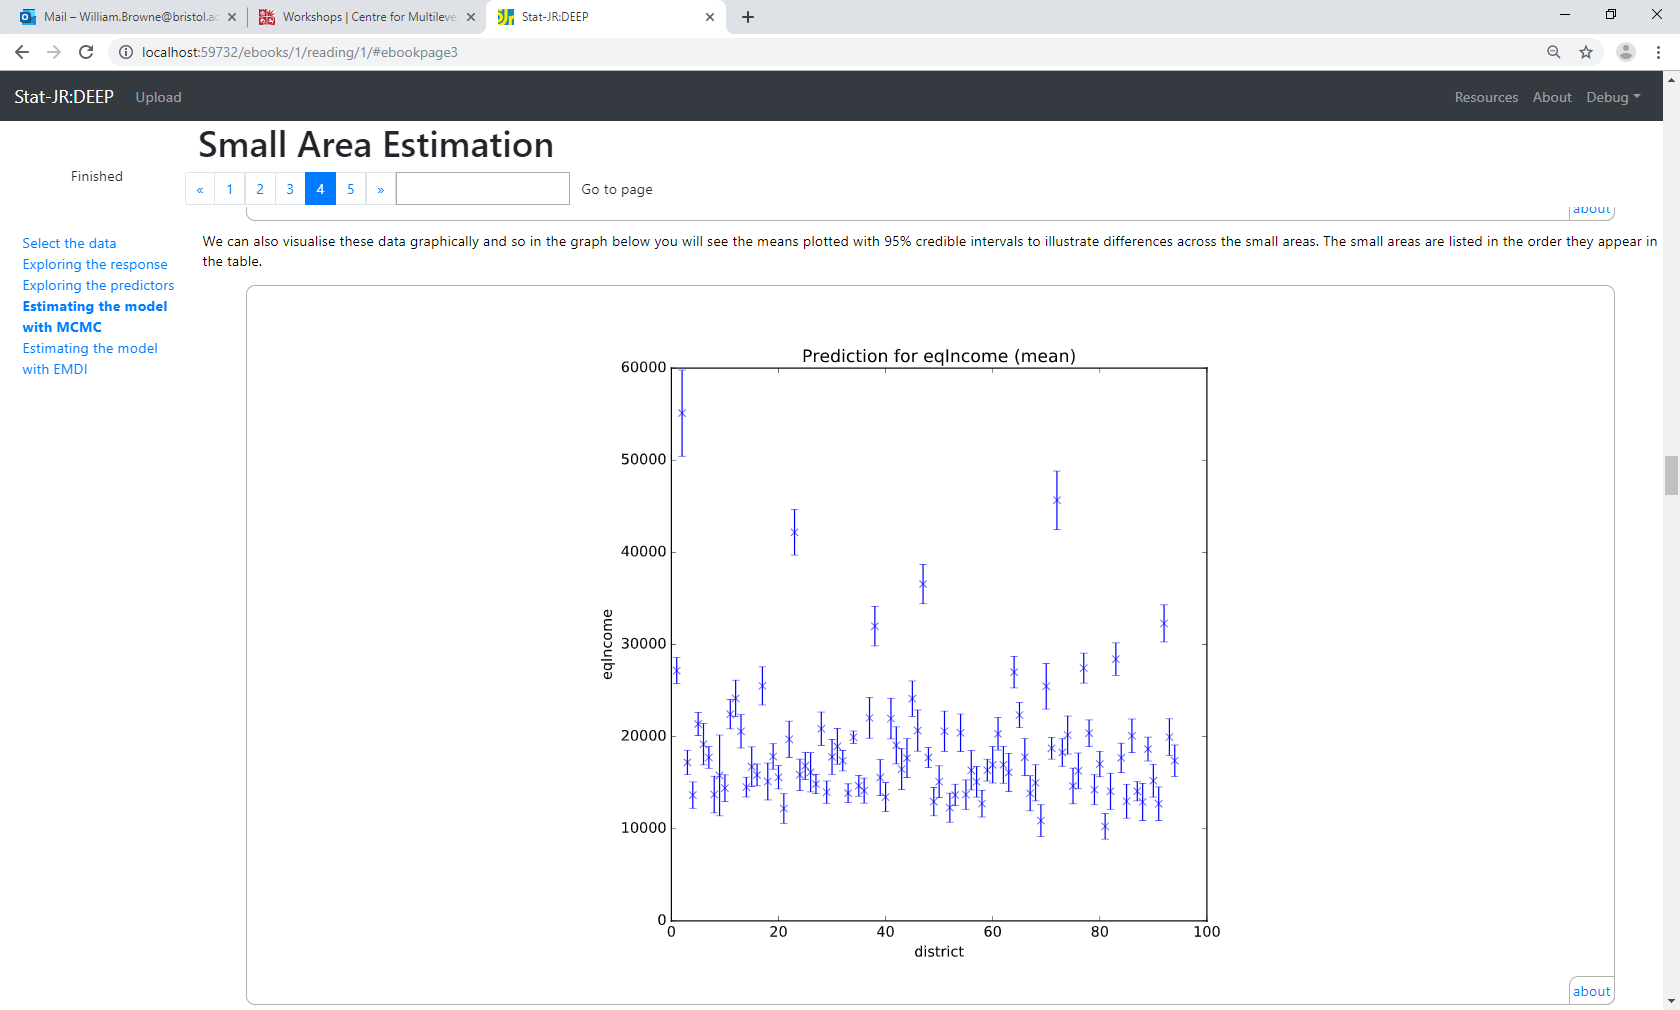 Mail – William.Browne@bristol.ac
Workshops | Centre for Multileve
Stat-JR:DEEP
localhost:59732/ebooks/1/reading/1/#ebookpage3
Stat-JR:DEEP Upload Resources About Debug
Small Area Estimation
Finished
« 1 2 3 4 5 » Go to page
about
Select the data
Exploring the response
Exploring the predictors
Estimating the model
with MCMC
Estimating the model
with EMDI
We can also visualise these data graphically and so in the graph below you will see the means plotted with 95% credible intervals to illustrate differences across the small areas. The small areas are listed in the order they appear in
the table.
Prediction for eqIncome (mean)
60000
50000
40000
30000
20000
10000
0
eqIncome
0 20 40 60 80 100
district
about